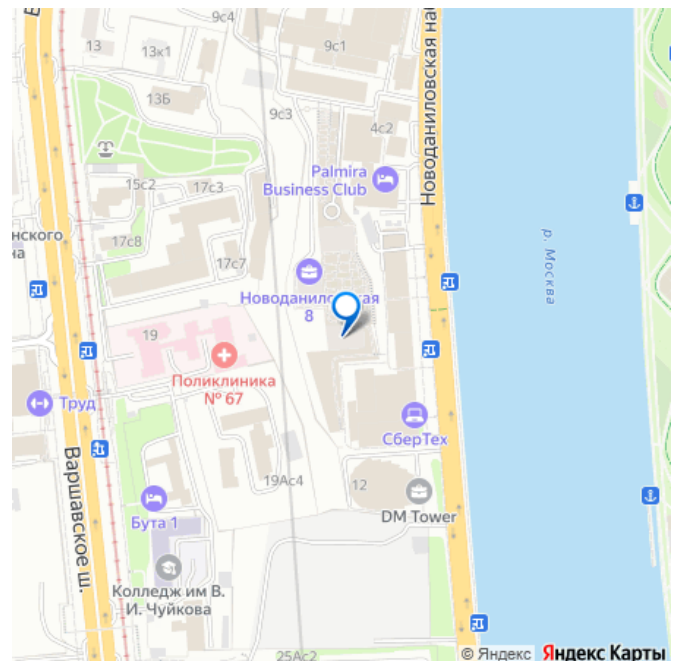 9с4
13
13к1
9с1
13Б
9с3
4с2
Новоданиловская наб
Palmira
Business Club
15с2
17с3
нского
на
17с8
17с7
р. Москва
Новоданиловская
8
19
Поликлиника
№ 67
Труд
СберТех
Варшавское ш.
19Ас4
12
DM Tower
Бута 1
Колледж им В.
И. Чуйкова
25Ас2
© Яндекс Яндекс Карты